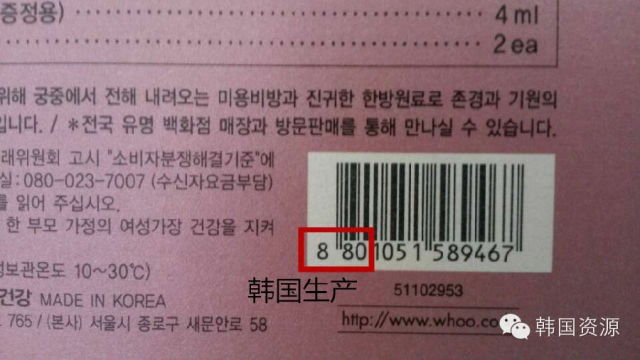 증정용) 4 ml
2 ea
위해 궁중에서 전해 내려오는 미용비방과 진귀한 한방원료로 존경과 기원의
입니다. / *전국 유명 백화점 매장과 방문판매를 통해 만나실 수 있습니다.
래위원회 고시 "소비자분쟁해결기준"에
실:080-023-7007 (수신자요금부담)
를 읽어 주십시오.
한 부모 가정의 여성가장 건강을 지켜
8 801051 589467
정보관온도 10~30℃)
韩国生产
51102953
건강 MADE IN KOREA
http://www.whoo.co
765 / (본사) 서울시 종로구 새문안로 58
韩国资源